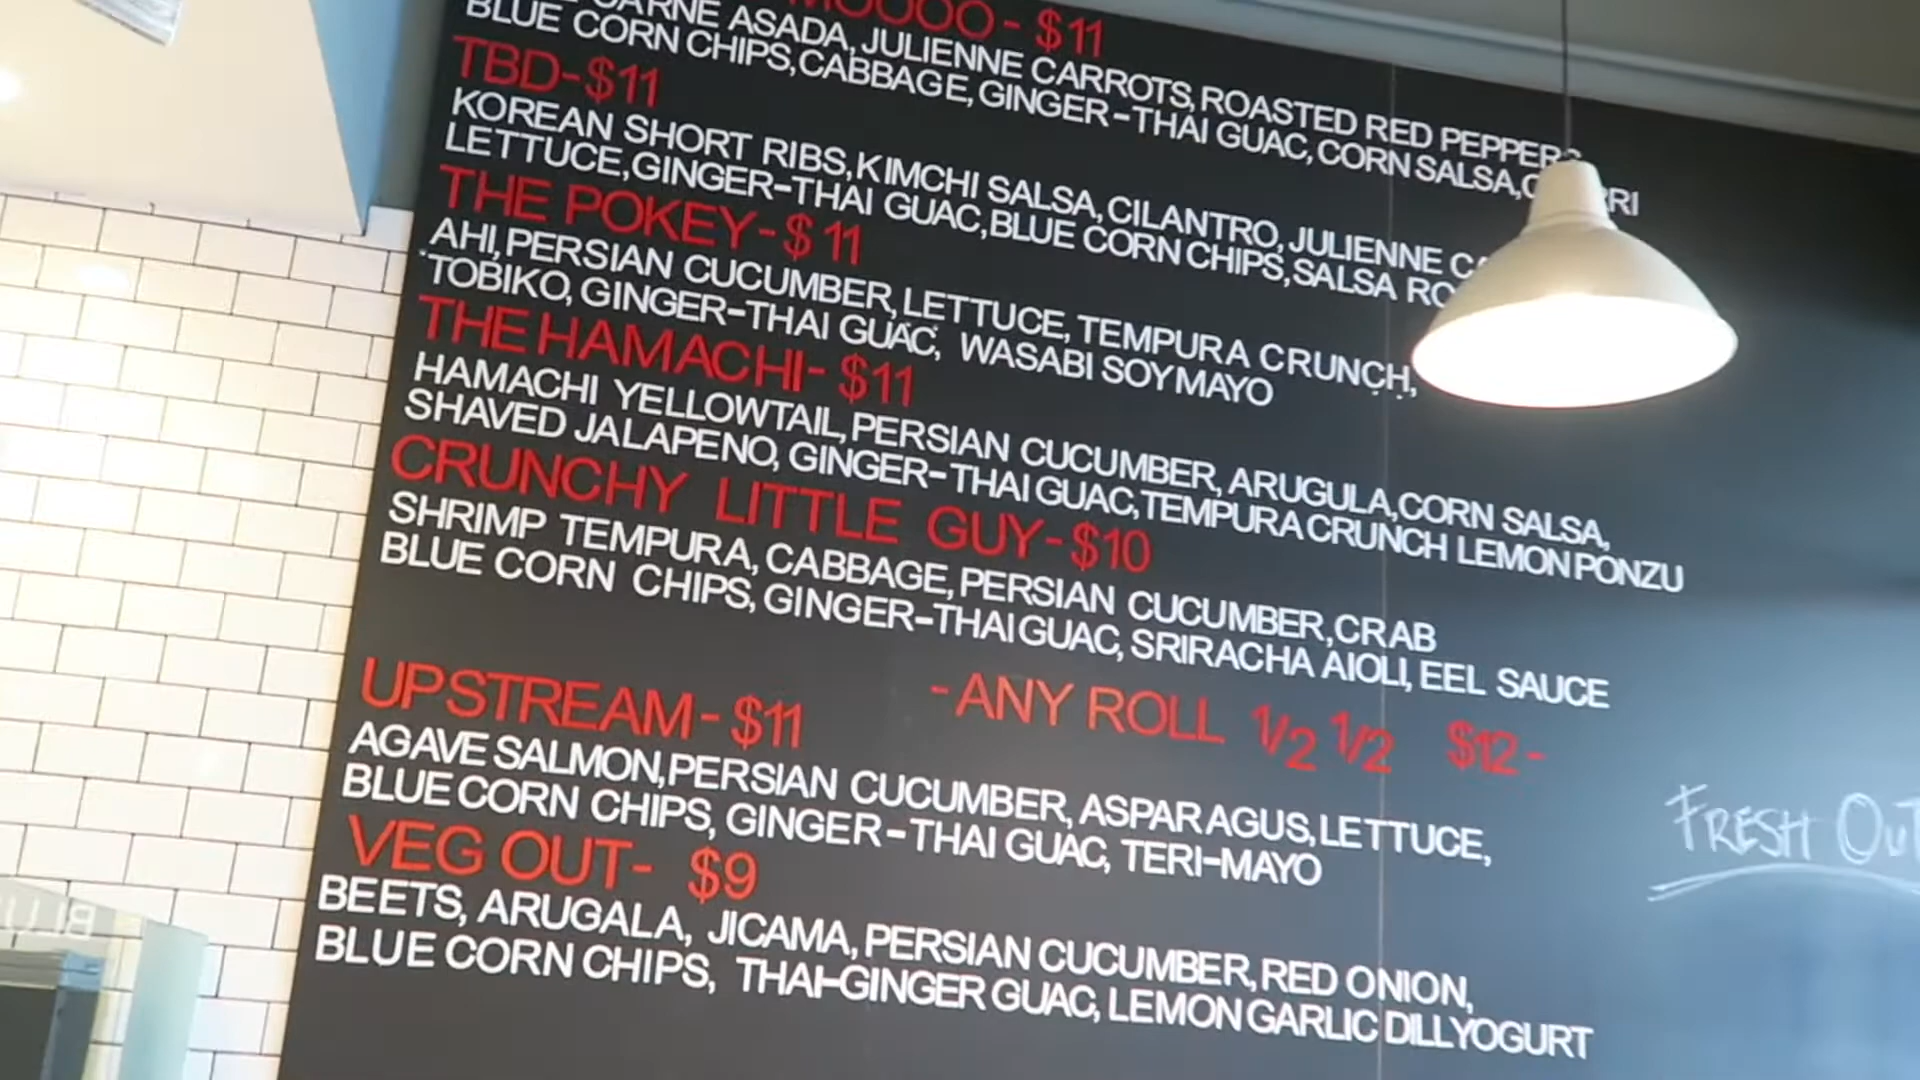 - $11
CARNE ASADA, JULIENNE CARROTS, ROASTED RED PEPPERS
BLUE CORN CHIPS, CABBAGE, GINGER-THAI GUAC, CORN SALSA,
TBD-$11
KOREAN SHORT RIBS, KIMCHI SALSA, CILANTRO, JULIENNE
LETTUCE, GINGER-THAI GUAC, BLUE CORN CHIPS, SALSA
THE POKEY-$11
AHI, PERSIAN CUCUMBER, LETTUCE, TEMPURA CRUNCH,
TOBIKO, GINGER-THAI GUAC, WASABI SOY MAYO
THE HAMACHI- $11
HAMACHI YELLOWTAIL, PERSIAN CUCUMBER, ARUGULA, CORN SALSA,
SHAVED JALAPENO, GINGER-THAI GUAC, TEMPURA CRUNCH LEMON PONZU
CRUNCHY LITTLE GUY-$10
SHRIMP TEMPURA, CABBAGE, PERSIAN CUCUMBER, CRAB
BLUE CORN CHIPS, GINGER-THAI GUAC, SRIRACHA AIOLI, EEL SAUCE
-ANY ROLL 1/2 1/2 $12-
UPSTREAM- $11
AGAVE SALMON, PERSIAN CUCUMBER, ASPARAGUS, LETTUCE,
BLUE CORN CHIPS, GINGER-THAI GUAC, TERI-MAYO
VEG OUT- $9
BEETS, ARUGALA, JICAMA, PERSIAN CUCUMBER, RED ONION,
BLUE CORN CHIPS, THAI-GINGER GUAC, LEMON GARLIC DILL YOGURT
FRESH OUT